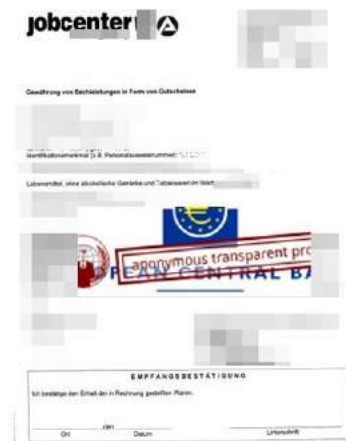 jobcenter
Gewährung von Sachleistungen in Form von Gutscheinen
Identifikationsmerkmal (z.B. Personalausweisnummer:
Lebensmittel, ohne alkoholische Getränke und Tabakwaren im Wert
anonymous transparent pro
PEAN CENTRAL BA
EMPFANGSBESTÄTIGUNG
Ich bestätige den Erhalt der in Rechnung gestellten Waren.
, den
Ort Datum Unterschrift